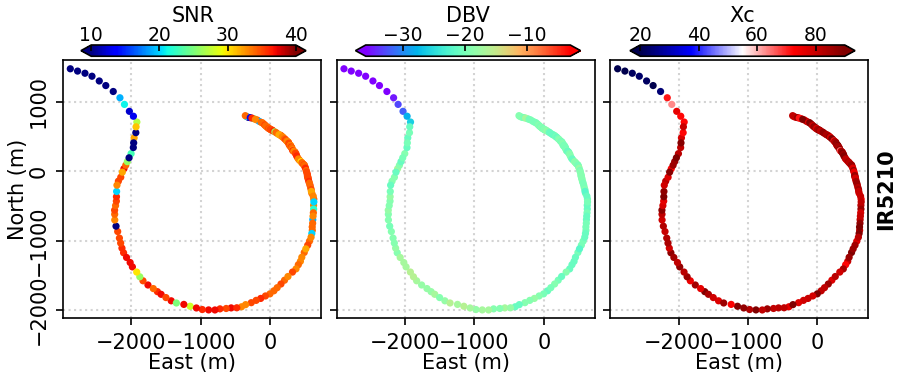 SNR DBV Xc
10 20 30 40 −30 −20 −10 20 40 60 80
1000
0
−1000
−2000
North (m)
IR5210
−2000 −1000 0 −2000 −1000 0 −2000 −1000 0
East (m) East (m) East (m)